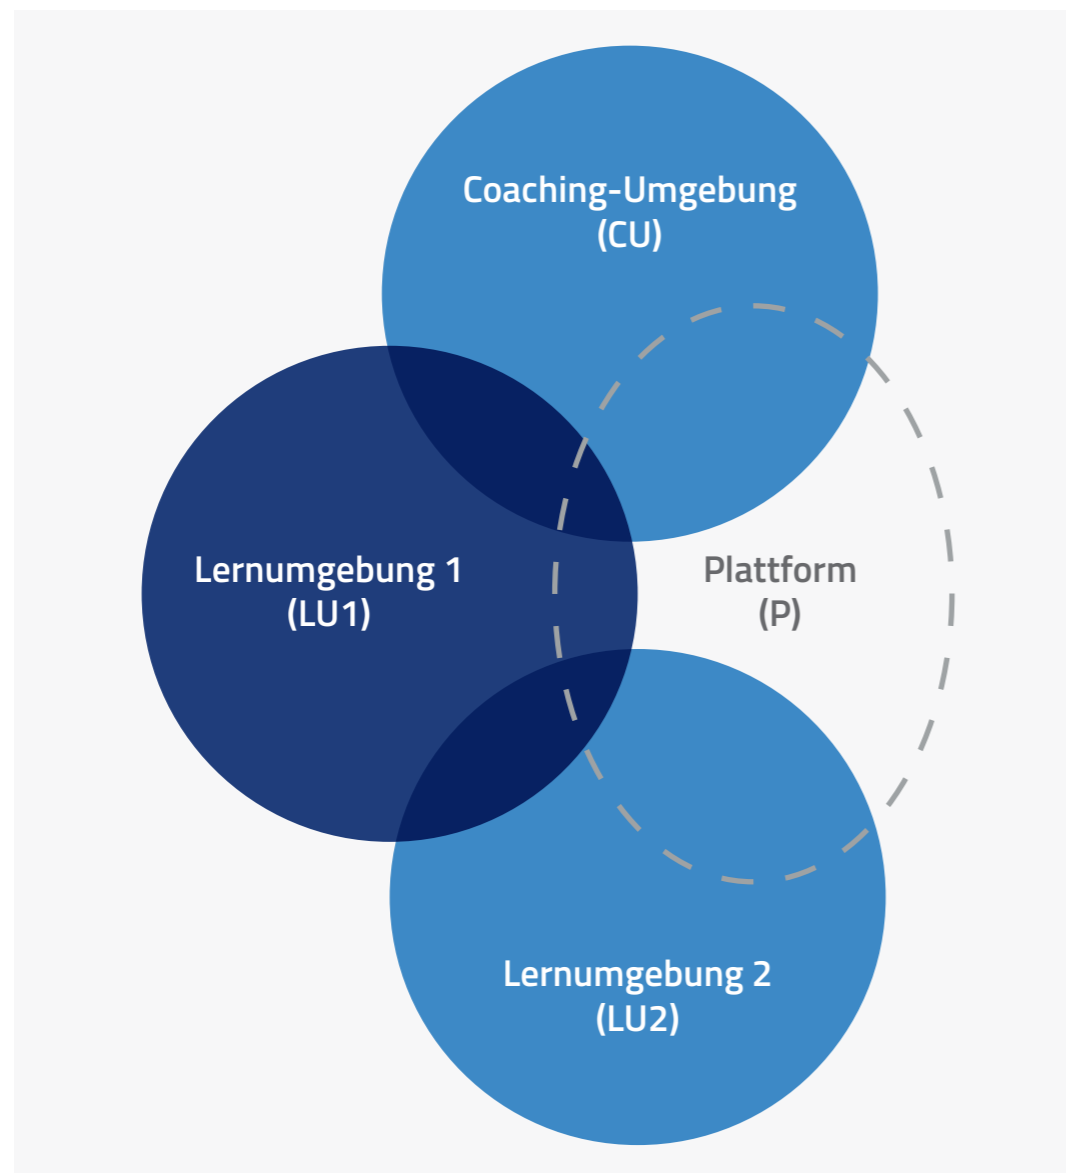 Coaching-Umgebung
(CU)
Lernumgebung 1
(LU1)
Plattform
(P)
Lernumgebung 2
(LU2)